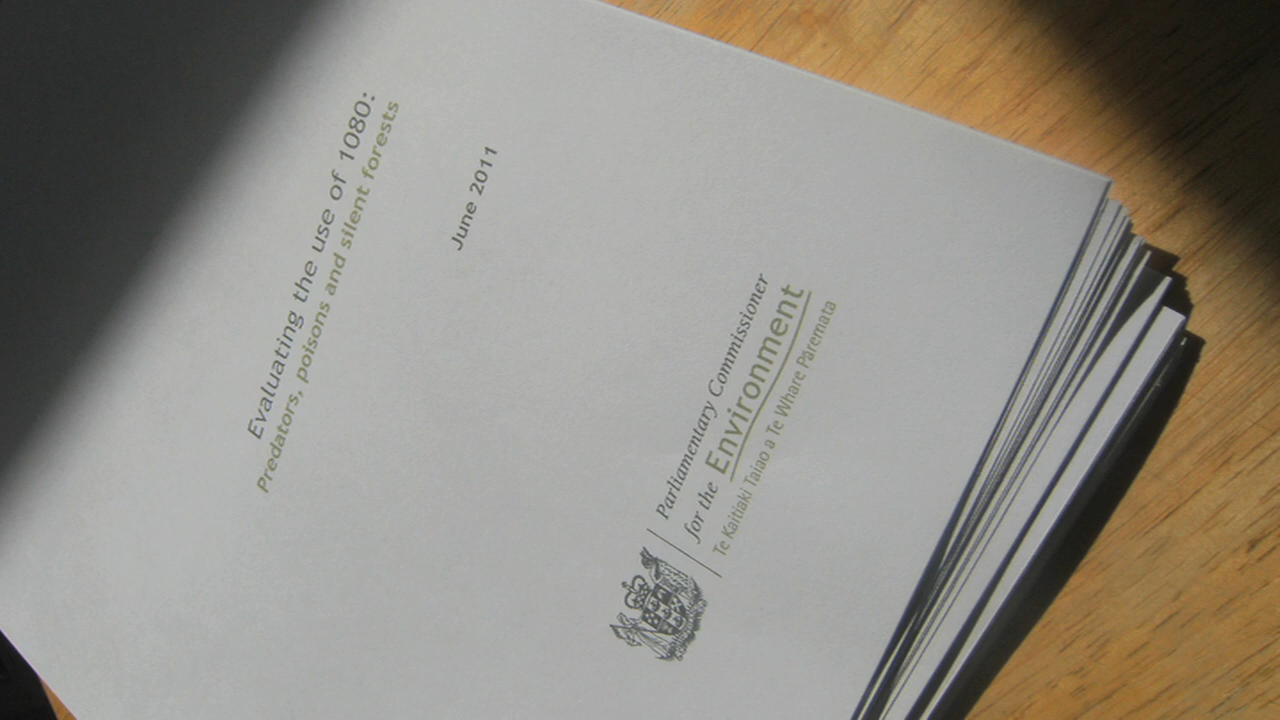 Evaluating the use of 1080:
Predators, poisons and silent forests
June 2011
Parliamentary Commissioner
for the Environment
Te Kaitiaki Taiao a Te Whare Pāremata